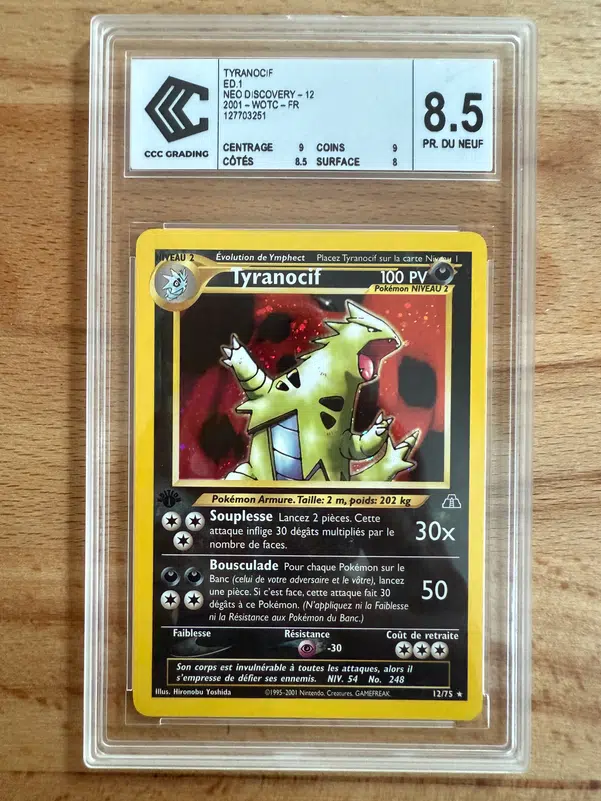 TYRANOCIF
ED.1
NEO DISCOVERY – 12
2001 – WOTC – FR
127703251
CCC GRADING
CENTRAGE 9 COINS 9
CÔTÉS 8.5 SURFACE 8
8.5
PR. DU NEUF
NIVEAU 2 Évolution de Ymphect Placez Tyranocif sur la carte Niveau 1
Tyranocif 100 PV
Pokémon NIVEAU 2
Pokémon Armure. Taille: 2 m, poids: 202 kg
Souplesse Lancez 2 pièces. Cette
attaque inflige 30 dégâts multipliés par le
nombre de faces.
30x
Bousculade Pour chaque Pokémon sur le
Banc (celui de votre adversaire et le vôtre), lancez
une pièce. Si c'est face, cette attaque fait 30
dégâts à ce Pokémon. (N'appliquez ni la Faiblesse
ni la Résistance aux Pokémon du Banc.)
50
Faiblesse Résistance Coût de retraite
-30
Son corps est invulnérable à toutes les attaques, alors il
s'empresse de défier ses ennemis. NIV. 54 No. 248
Illus. Hironobu Yoshida ©1995-2001 Nintendo, Creatures, GAMEFREAK. 12/75 ★